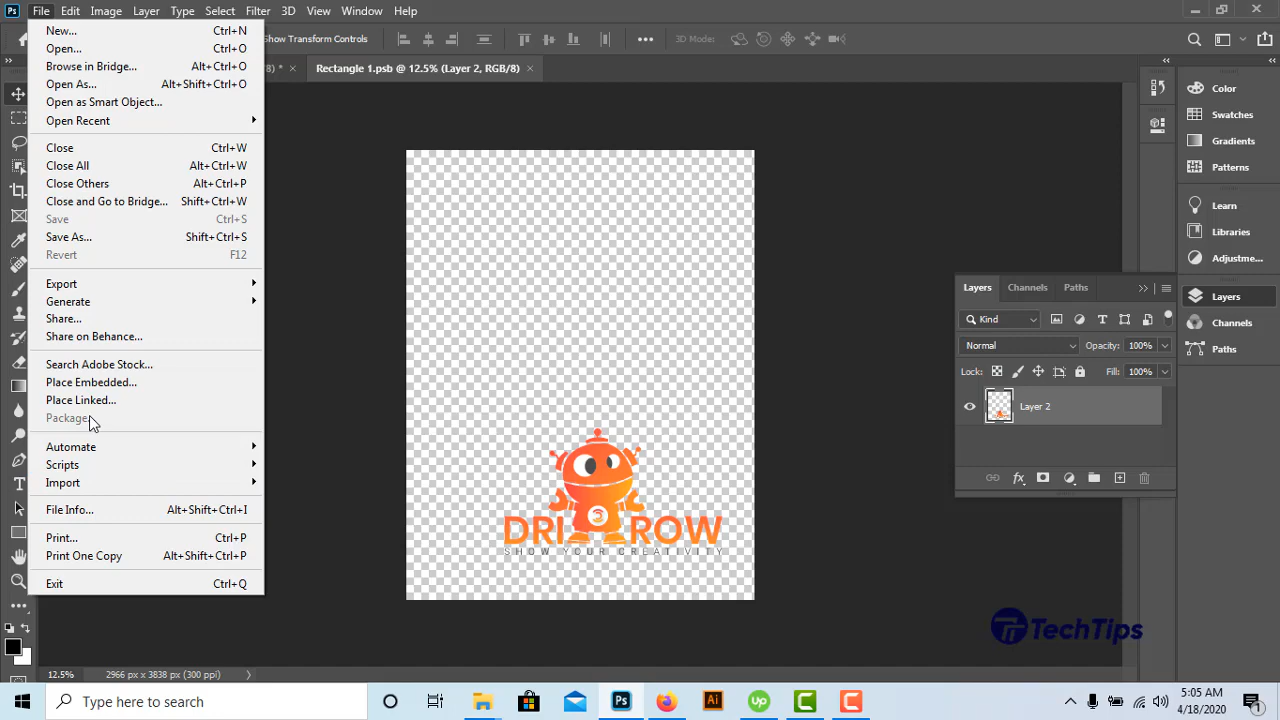 Ps File Edit Image Layer Type Select Filter 3D View Window Help
Show Transform Controls
3D Mode:
/8) * ×
Rectangle 1.psb @ 12.5% (Layer 2, RGB/8) ×
New... Ctrl+N
Open... Ctrl+O
Browse in Bridge... Alt+Ctrl+O
Open As... Alt+Shift+Ctrl+O
Open as Smart Object...
Open Recent
Close Ctrl+W
Close All Alt+Ctrl+W
Close Others Alt+Ctrl+P
Close and Go to Bridge... Shift+Ctrl+W
Save Ctrl+S
Save As... Shift+Ctrl+S
Revert F12
Export
Generate
Share...
Share on Behance...
Search Adobe Stock...
Place Embedded...
Place Linked...
Package
Automate
Scripts
Import
File Info... Alt+Shift+Ctrl+I
Print... Ctrl+P
Print One Copy Alt+Shift+Ctrl+P
Exit Ctrl+Q
DRI ROW
SHOW YOUR CREATIVITY
Color
Swatches
Gradients
Patterns
Learn
Libraries
Adjustme...
Layers
Channels
Paths
Layers Channels Paths
Kind
Normal Opacity: 100%
Lock: Fill: 100%
Layer 2
fx
TechTips
12.5% 2966 px x 3838 px (300 ppi)
Type here to search
Ps
Ai
Up
5:05 AM
4/18/2020
1